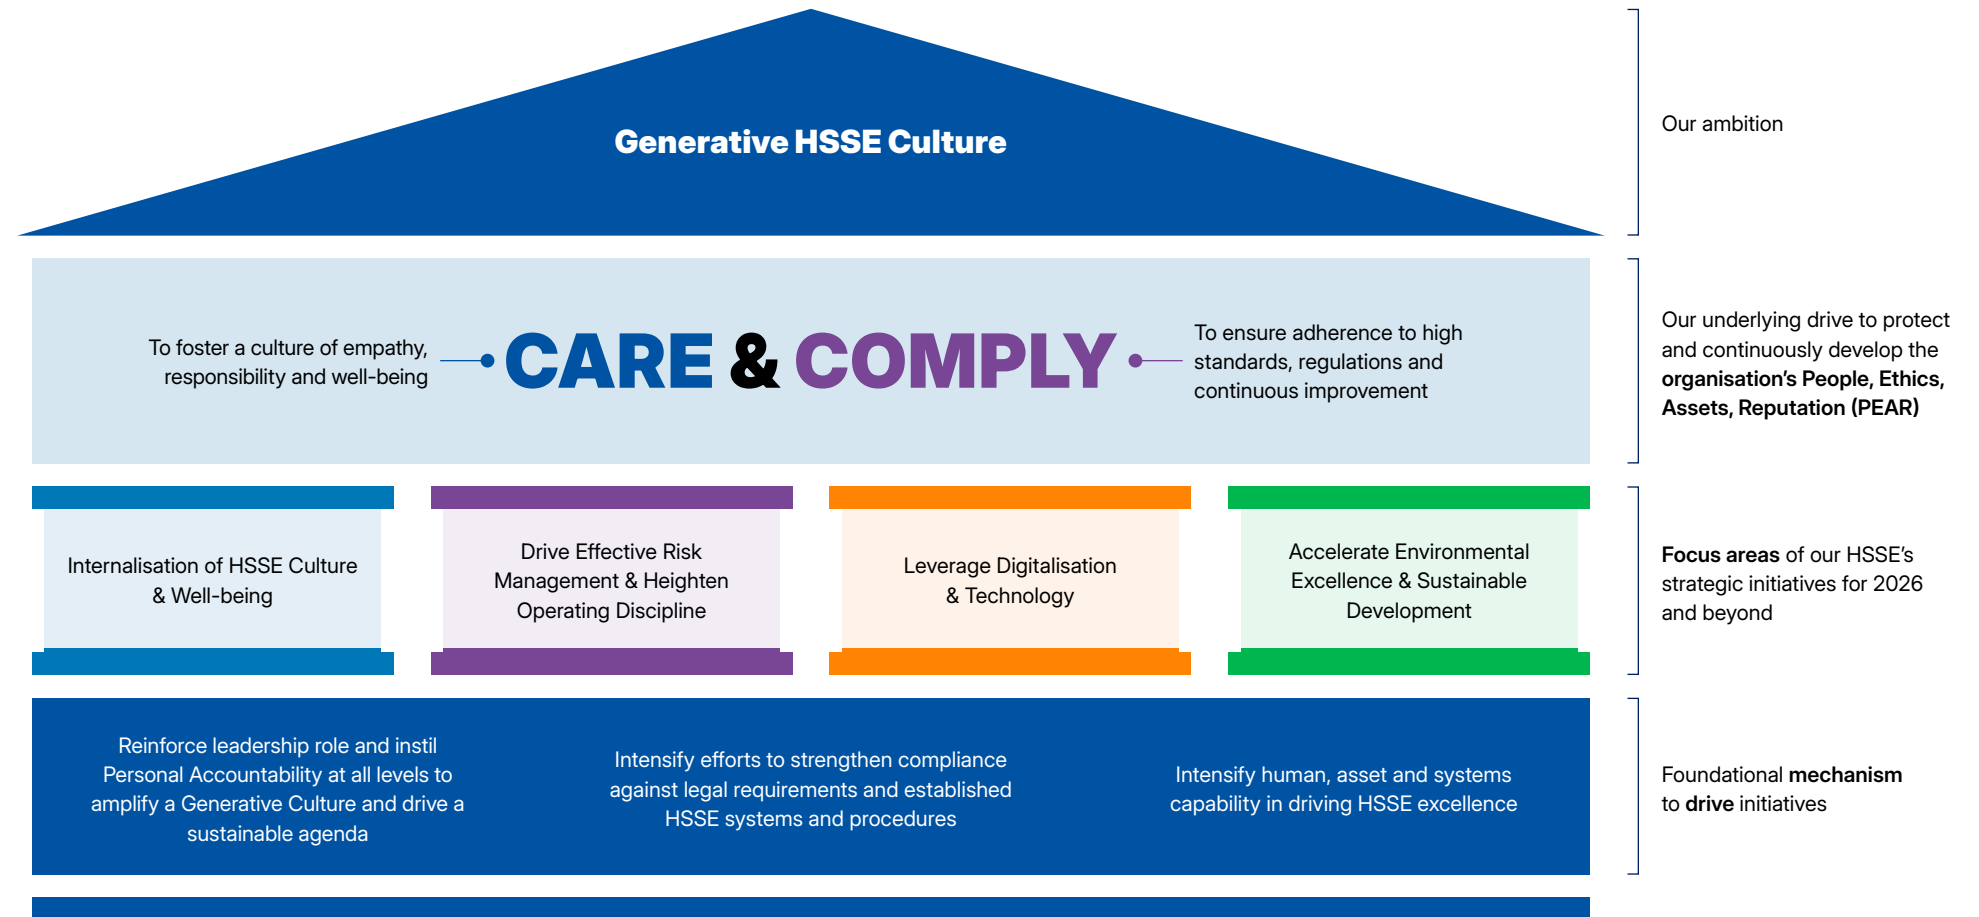 Generative HSSE Culture
Our ambition
To foster a culture of empathy,
responsibility and well-being
CARE & COMPLY
To ensure adherence to high
standards, regulations and
continuous improvement
Our underlying drive to protect
and continuously develop the
organisation’s People, Ethics,
Assets, Reputation (PEAR)
Internalisation of HSSE Culture
& Well-being
Drive Effective Risk
Management & Heighten
Operating Discipline
Leverage Digitalisation
& Technology
Accelerate Environmental
Excellence & Sustainable
Development
Focus areas of our HSSE’s
strategic initiatives for 2026
and beyond
Reinforce leadership role and instil
Personal Accountability at all levels to
amplify a Generative Culture and drive a
sustainable agenda
Intensify efforts to strengthen compliance
against legal requirements and established
HSSE systems and procedures
Intensify human, asset and systems
capability in driving HSSE excellence
Foundational mechanism
to drive initiatives